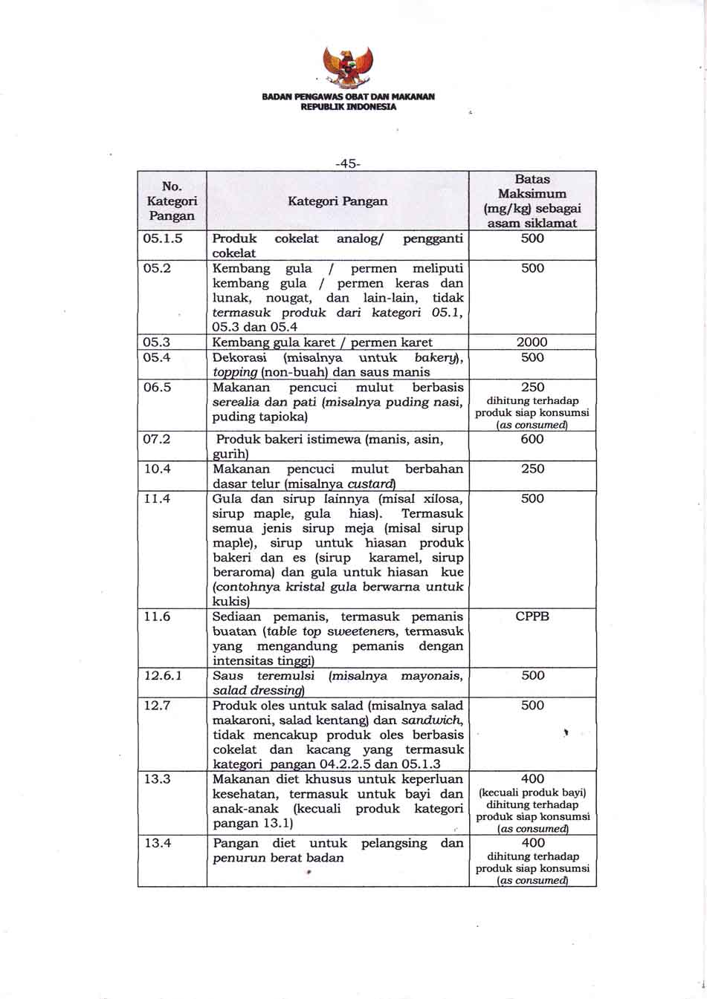 BADAN PENGAWAS OBAT DAN MAKANAN
REPUBLIK INDONESIA
-45-
No.
Kategori
Pangan
Kategori Pangan
Batas
Maksimum
(mg/kg) sebagai
asam siklamat
05.1.5
Produk cokelat analog/ pengganti
cokelat
500
05.2
Kembang gula / permen meliputi
kembang gula / permen keras dan
lunak, nougat, dan lain-lain, tidak
termasuk produk dari kategori 05.1,
05.3 dan 05.4
500
05.3
Kembang gula karet / permen karet
2000
05.4
Dekorasi (misalnya untuk bakery),
topping (non-buah) dan saus manis
500
06.5
Makanan pencuci mulut berbasis
serealia dan pati (misalnya puding nasi,
puding tapioka)
250
dihitung terhadap
produk siap konsumsi
(as consumed)
07.2
Produk bakeri istimewa (manis, asin,
gurih)
600
10.4
Makanan pencuci mulut berbahan
dasar telur (misalnya custard)
250
11.4
Gula dan sirup lainnya (misal xilosa,
sirup maple, gula hias). Termasuk
semua jenis sirup meja (misal sirup
maple), sirup untuk hiasan produk
bakeri dan es (sirup karamel, sirup
beraroma) dan gula untuk hiasan kue
(contohnya kristal gula berwarna untuk
kukis)
500
11.6
Sediaan pemanis, termasuk pemanis
buatan (table top sweeteners, termasuk
yang mengandung pemanis dengan
intensitas tinggi)
CPPB
12.6.1
Saus teremulsi (misalnya mayonais,
salad dressing)
500
12.7
Produk oles untuk salad (misalnya salad
makaroni, salad kentang) dan sandwich,
tidak mencakup produk oles berbasis
cokelat dan kacang yang termasuk
kategori pangan 04.2.2.5 dan 05.1.3
500
13.3
Makanan diet khusus untuk keperluan
kesehatan, termasuk untuk bayi dan
anak-anak (kecuali produk kategori
pangan 13.1)
400
(kecuali produk bayi)
dihitung terhadap
produk siap konsumsi
(as consumed)
13.4
Pangan diet untuk pelangsing dan
penurun berat badan
400
dihitung terhadap
produk siap konsumsi
(as consumed)